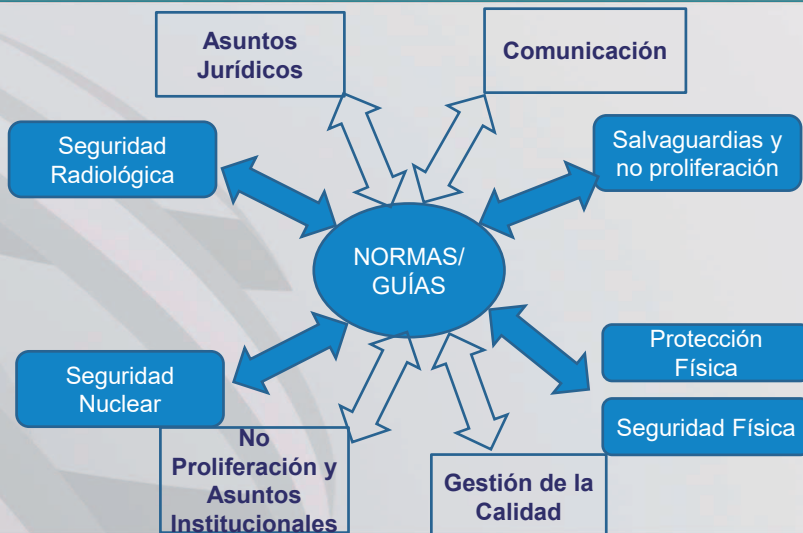 Asuntos
Jurídicos
Comunicación
Seguridad
Radiológica
Salvaguardias y
no proliferación
NORMAS/
GUÍAS
Protección
Física
Seguridad
Nuclear
Seguridad Física
No
Proliferación y
Asuntos
Institucionales
Gestión de la
Calidad